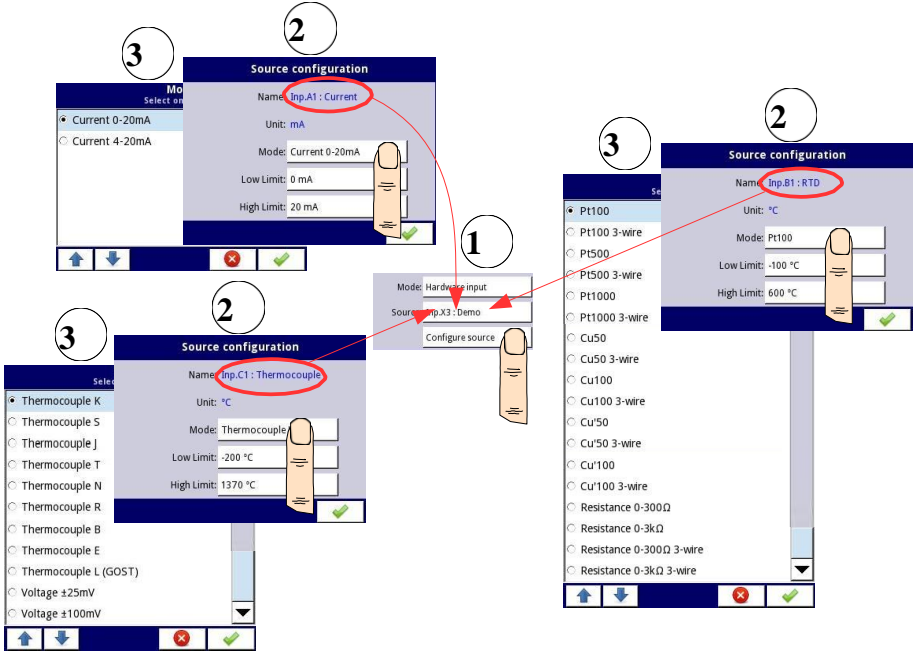 3
2
Mo
Select on
Current 0-20mA
Current 4-20mA
Source configuration
Name: Inp.A1 : Current
Unit: mA
Mode: Current 0-20mA
Low Limit: 0 mA
High Limit: 20 mA
3
2
Se
Pt100
Pt100 3-wire
Pt500
Pt500 3-wire
Pt1000
Pt1000 3-wire
Cu50
Cu50 3-wire
Cu100
Cu100 3-wire
Cu'50
Cu'50 3-wire
Cu'100
Cu'100 3-wire
Resistance 0-300Ω
Resistance 0-3kΩ
Resistance 0-300Ω 3-wire
Resistance 0-3kΩ 3-wire
Source configuration
Name: Inp.B1 : RTD
Unit: °C
Mode: Pt100
Low Limit: -100 °C
High Limit: 600 °C
1
Mode: Hardware input
Source: Inp.X3 : Demo
Configure source
3
2
Selec
Thermocouple K
Thermocouple S
Thermocouple J
Thermocouple T
Thermocouple N
Thermocouple R
Thermocouple B
Thermocouple E
Thermocouple L (GOST)
Voltage ±25mV
Voltage ±100mV
Source configuration
Name: Inp.C1 : Thermocouple
Unit: °C
Mode: Thermocouple
Low Limit: -200 °C
High Limit: 1370 °C